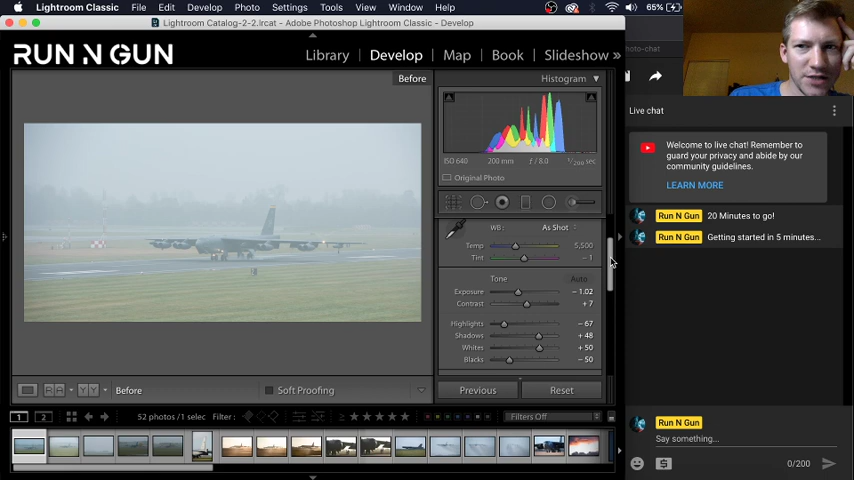 Lightroom Classic File Edit Develop Photo Settings Tools View Window Help 65%
Lightroom Catalog-2-2.lrcat - Adobe Photoshop Lightroom Classic - Develop
RUN N GUN
Library Develop Map Book Slideshow »
Before
Histogram
ISO 640 200 mm f / 8.0 1/200 sec
Original Photo
WB: As Shot
Temp 5,500
Tint - 1
Tone Auto
Exposure - 1.02
Contrast + 7
Highlights - 67
Shadows + 48
Whites + 50
Blacks - 50
Previous Reset
R A Y Y Before Soft Proofing
1 2 52 photos / 1 selec Filter : Filters Off
Live chat
Welcome to live chat! Remember to
guard your privacy and abide by our
community guidelines.
LEARN MORE
Run N Gun 20 Minutes to go!
Run N Gun Getting started in 5 minutes...
Run N Gun
Say something...
0/200